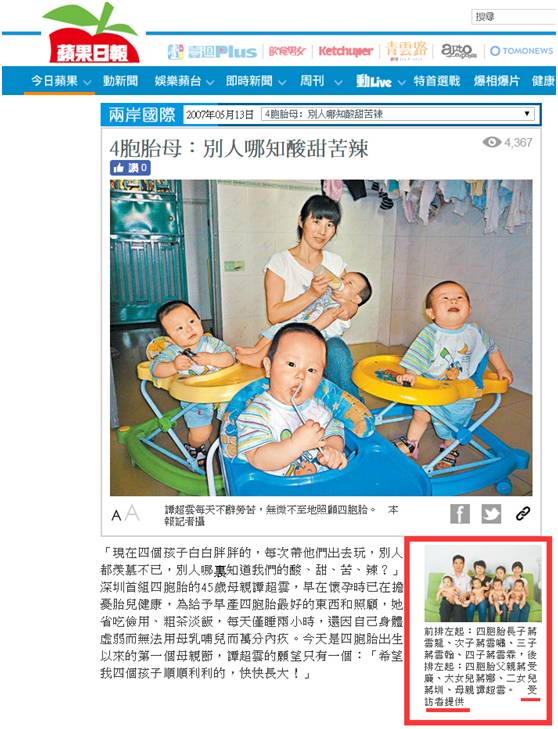 搜尋
蘋果日報
壹週Plus 飲食男女 Ketchuper 青雲路 TOMONEWS
今日蘋果 動新聞 娛樂蘋台 即時新聞 周刊 動Live 特首選戰 爆相爆片 健康
兩岸國際 2007年05月13日 4胞胎母：別人哪知酸甜苦辣
4胞胎母：別人哪知酸甜苦辣
4,367
讚 0
A A
譚超雲每天不辭勞苦，無微不至地照顧四胞胎。 本
報記者攝
「現在四個孩子白白胖胖的，每次帶他們出去玩，別人
都羨慕不已，別人哪裏知道我們的酸、甜、苦、辣？」
深圳首組四胞胎的45歲母親譚超雲，早在懷孕時已在擔
憂胎兒健康，為給予早產四胞胎最好的東西和照顧，她
省吃儉用、粗茶淡飯，每天僅睡兩小時，還因自己身體
虛弱而無法用母乳哺兒而萬分內疚。今天是四胞胎出生
以來的第一個母親節，譚超雲的願望只有一個：「希望
我四個孩子順順利利的，快快長大！」
前排左起：四胞胎長子蔣
雲龍、次子蔣雲嘯、三子
蔣雲翰、四子蔣雲霖，後
排左起：四胞胎父親蔣受
廉、大女兒蔣娜、二女兒
蔣圳、母親譚超雲。 受
訪者提供